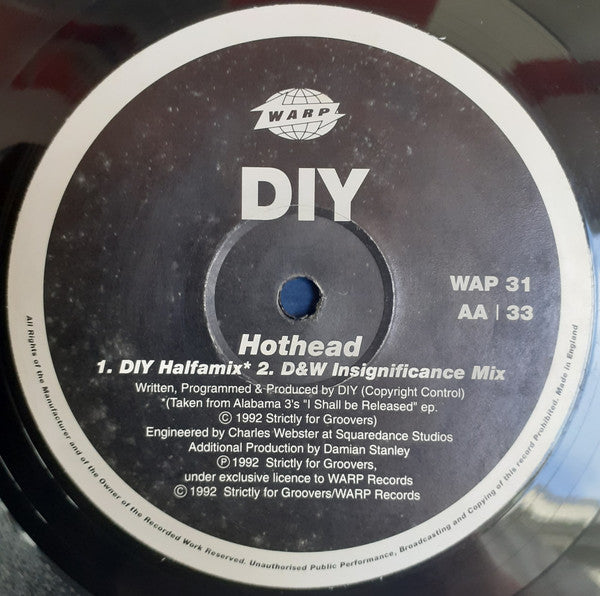 WARP
DIY
WAP 31
AA | 33
Hothead
1. DIY Halfamix* 2. D&W Insignificance Mix
Written, Programmed & Produced by DIY (Copyright Control)
*(Taken from Alabama 3's "I Shall be Released" ep.
© 1992 Strictly for Groovers)
Engineered by Charles Webster at Squaredance Studios
Additional Production by Damian Stanley
℗ 1992 Strictly for Groovers,
under exclusive licence to WARP Records
© 1992 Strictly for Groovers/WARP Records
All Rights of the Manufacturer and of the Owner of the Recorded Work Reserved. Unauthorised Public Performance, Broadcasting and Copying of this record Prohibited. Made in England